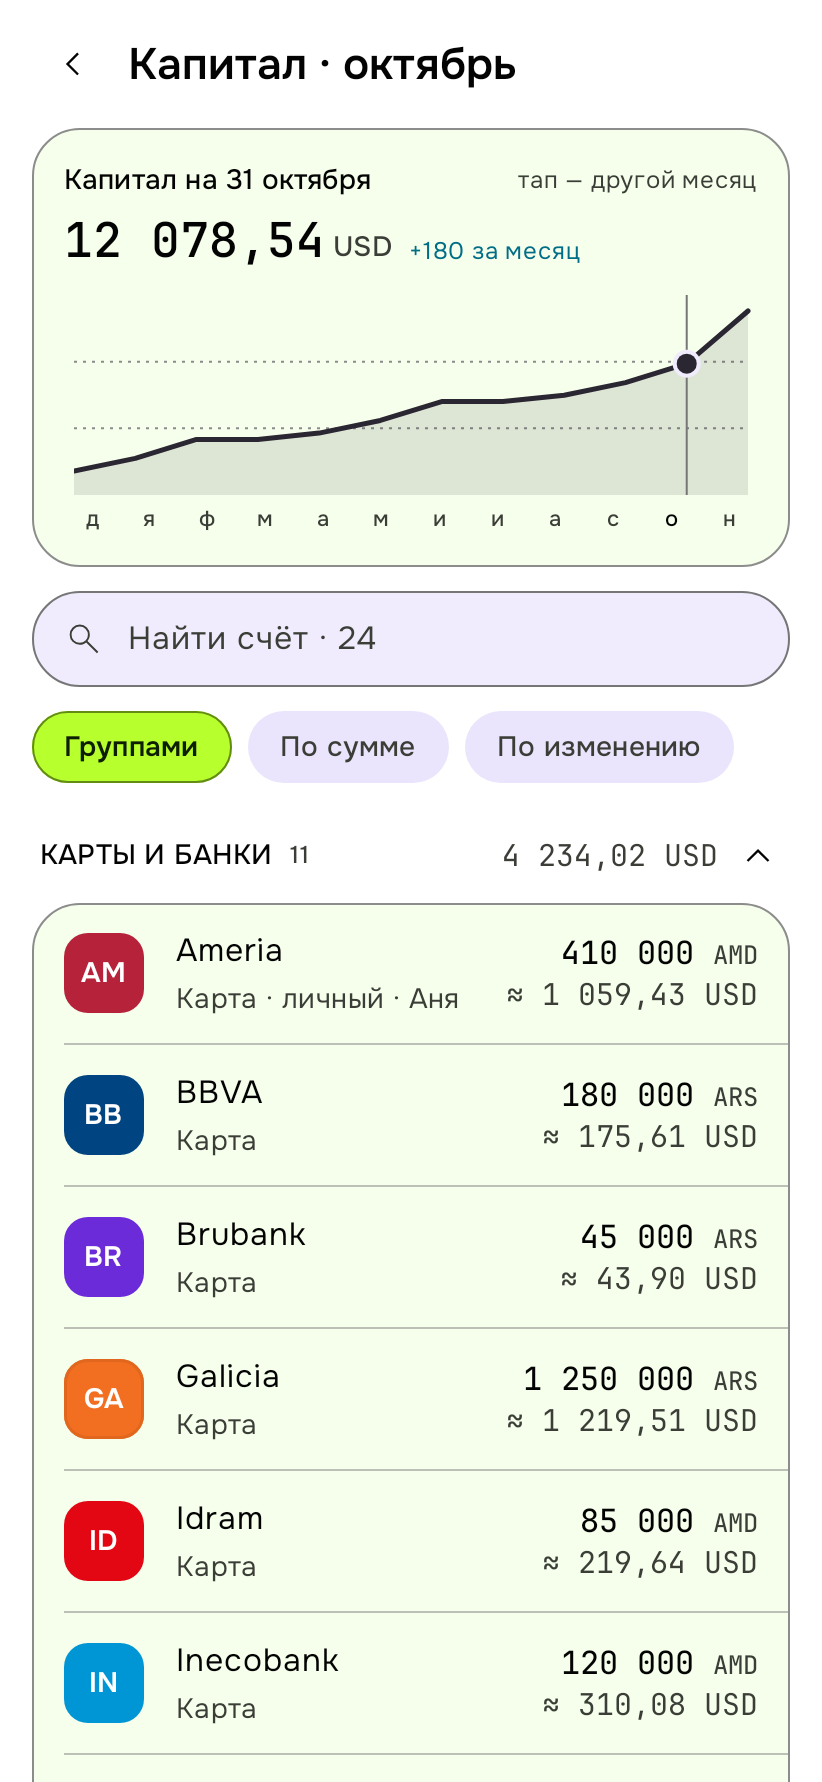 Капитал · октябрь
Капитал на 31 октября
тап — другой месяц
12 078,54 USD +180 за месяц
д я ф м а м и и а с о н
Найти счёт · 24
Группами По сумме По изменению
КАРТЫ И БАНКИ 11 4 234,02 USD
AM Ameria 410 000 AMD
Карта · личный · Аня ≈ 1 059,43 USD
BB BBVA 180 000 ARS
Карта ≈ 175,61 USD
BR Brubank 45 000 ARS
Карта ≈ 43,90 USD
GA Galicia 1 250 000 ARS
Карта ≈ 1 219,51 USD
ID Idram 85 000 AMD
Карта ≈ 219,64 USD
IN Inecobank 120 000 AMD
Карта ≈ 310,08 USD